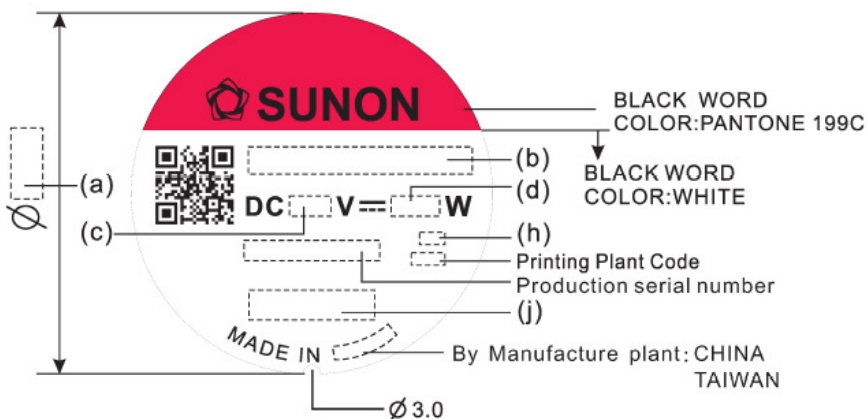 SUNON
BLACK WORD
COLOR:PANTONE 199C
BLACK WORD
COLOR:WHITE
(a)
Ø
(b)
(d)
DC V⎓ W
(c)
(h)
Printing Plant Code
Production serial number
(j)
MADE IN
By Manufacture plant: CHINA
TAIWAN
Ø 3.0